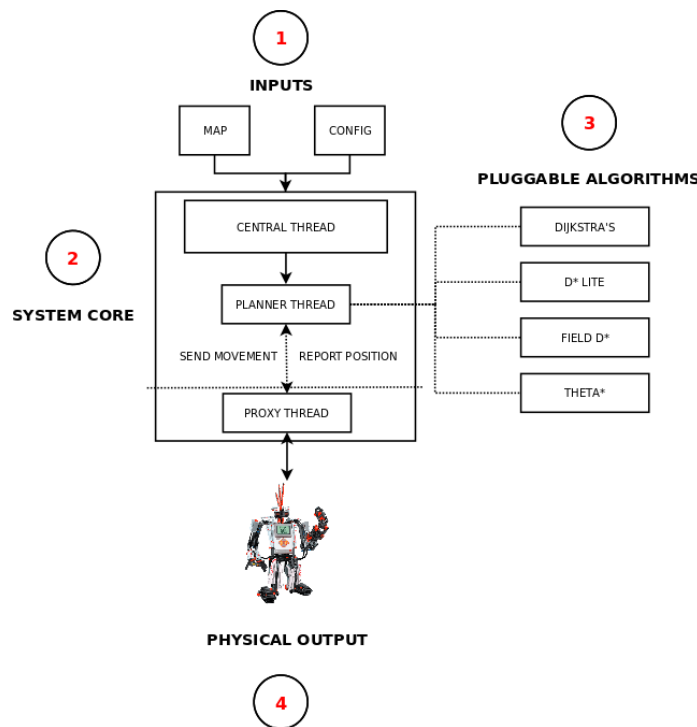 1
INPUTS
MAP
CONFIG
3
PLUGGABLE ALGORITHMS
CENTRAL THREAD
DIJKSTRA'S
2
D* LITE
SYSTEM CORE
PLANNER THREAD
FIELD D*
SEND MOVEMENT
REPORT POSITION
THETA*
PROXY THREAD
PHYSICAL OUTPUT
4